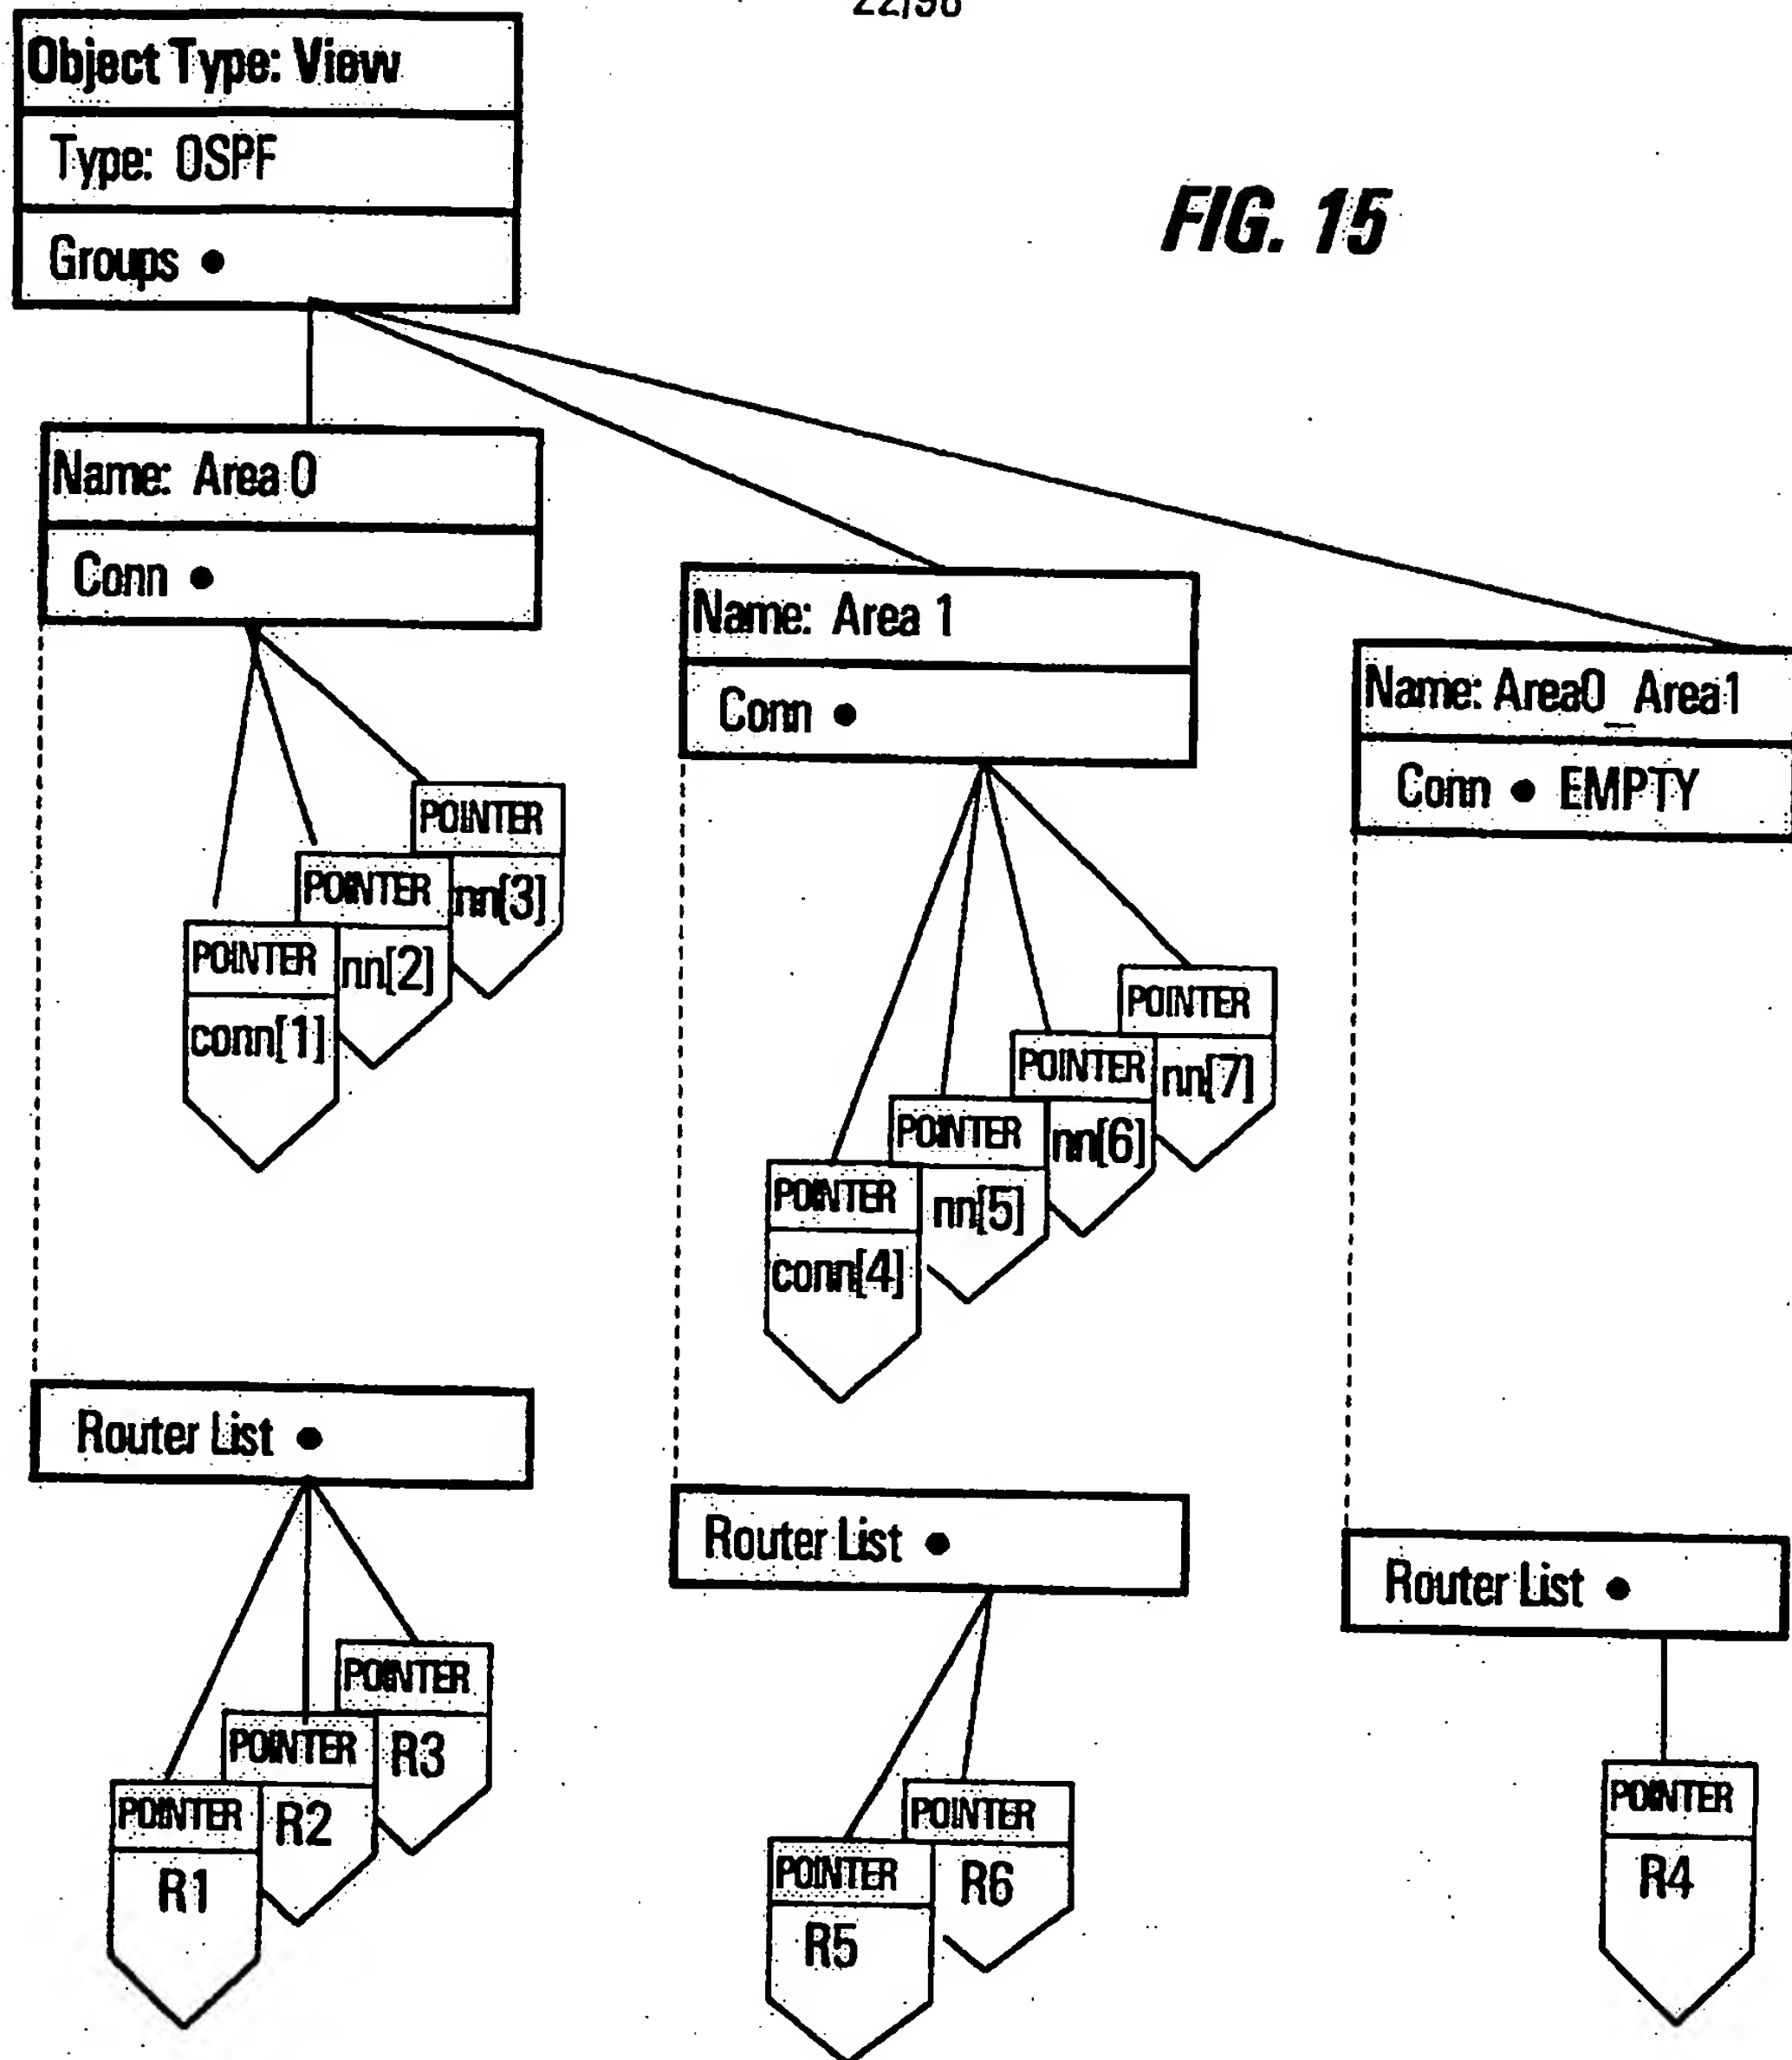 22/98
Object Type: View
Type: OSPF
Groups •
FIG. 15
Name: Area 0
Conn •
Name: Area 1
Conn •
Name: Area0_Area1
Conn • EMPTY
POINTER
nn[3]
POINTER
nn[2]
POINTER
conn[1]
POINTER
nn[7]
POINTER
nn[6]
POINTER
nn[5]
POINTER
conn[4]
Router List •
Router List •
Router List •
POINTER
R3
POINTER
R2
POINTER
R1
POINTER
R6
POINTER
R5
POINTER
R4